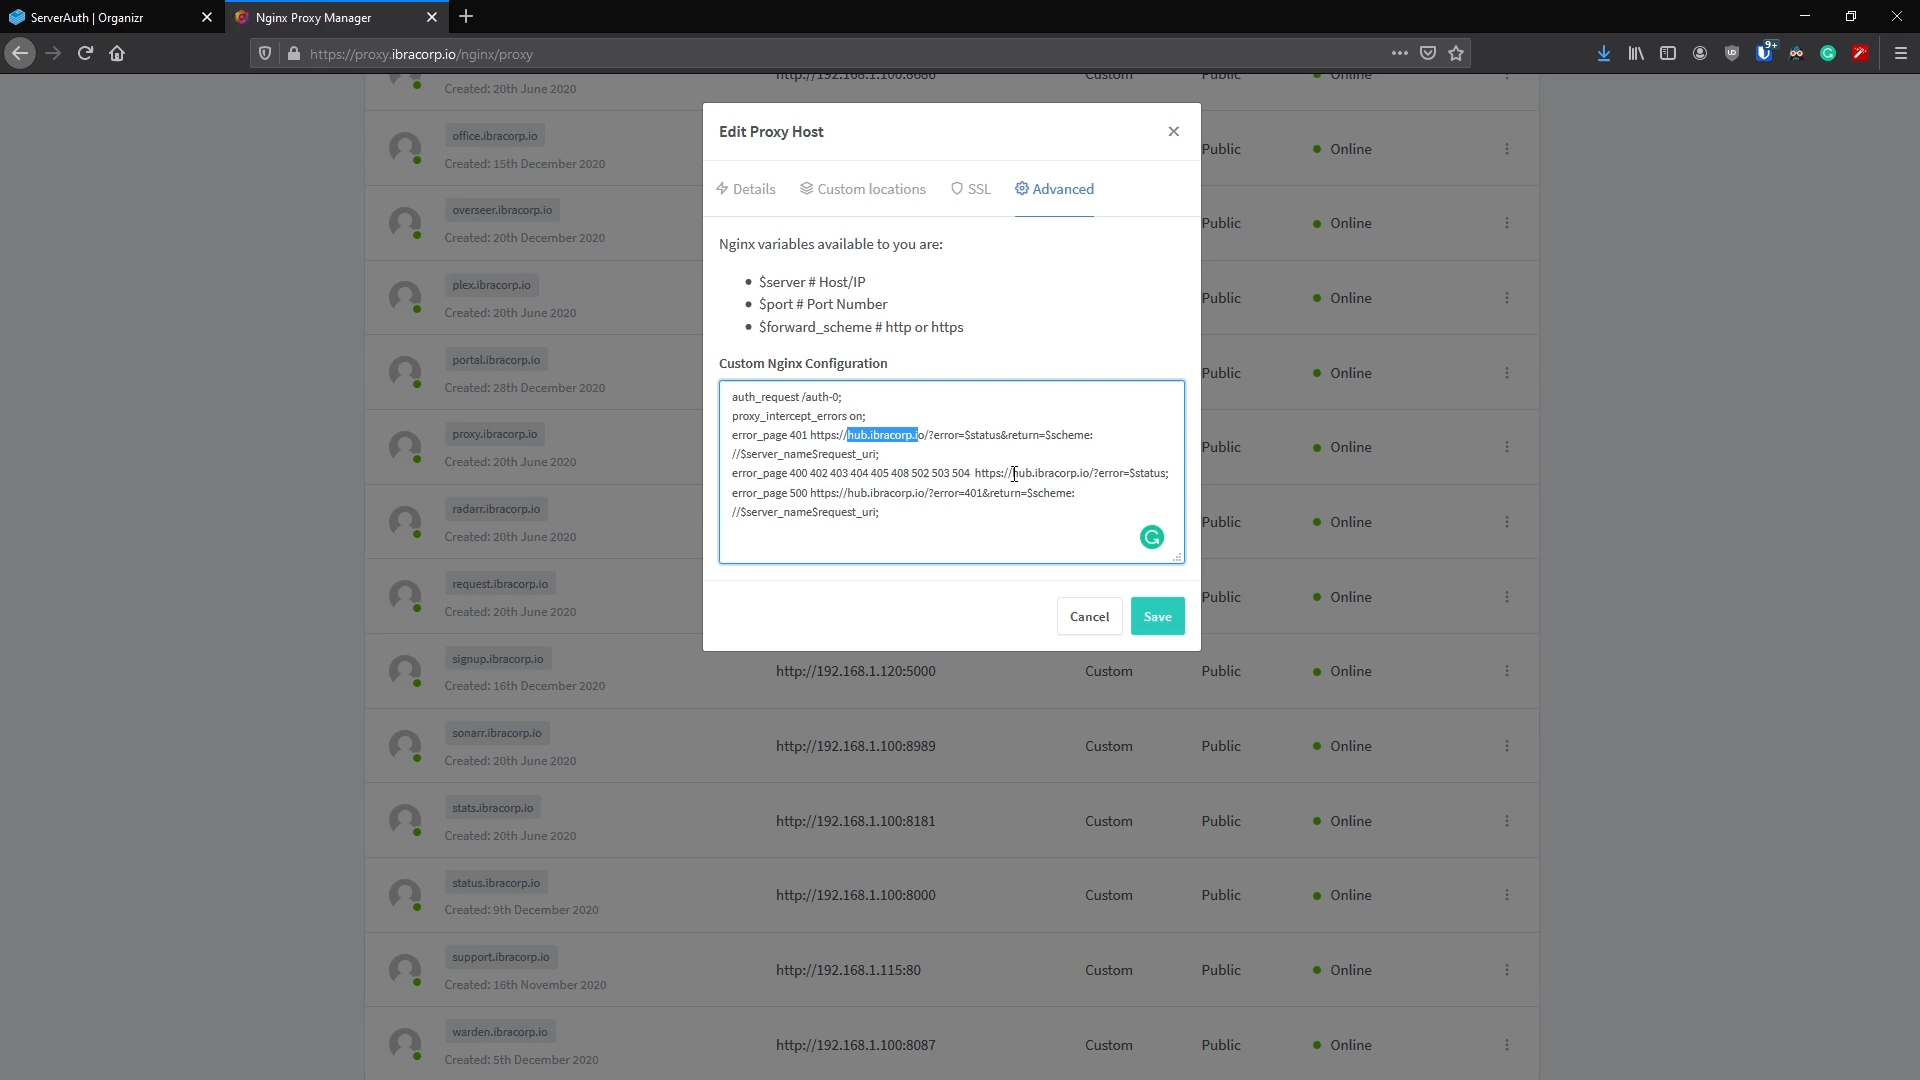 ServerAuth | Organizr
Nginx Proxy Manager
https://proxy.ibracorp.io/nginx/proxy
9+
http://192.168.1.100:8686 Custom Public Online
Created: 20th June 2020
office.ibracorp.io
Created: 15th December 2020
Public Online
overseer.ibracorp.io
Created: 20th December 2020
Public Online
plex.ibracorp.io
Created: 20th June 2020
Public Online
portal.ibracorp.io
Created: 28th December 2020
Public Online
proxy.ibracorp.io
Created: 20th June 2020
Public Online
radarr.ibracorp.io
Created: 20th June 2020
Public Online
request.ibracorp.io
Created: 20th June 2020
Public Online
Edit Proxy Host
Details Custom locations SSL Advanced
Nginx variables available to you are:
• $server # Host/IP
• $port # Port Number
• $forward_scheme # http or https
Custom Nginx Configuration
auth_request /auth-0;
proxy_intercept_errors on;
error_page 401 https://hub.ibracorp.io/?error=$status&return=$scheme:
//$server_name$request_uri;
error_page 400 402 403 404 405 408 502 503 504  https://hub.ibracorp.io/?error=$status;
error_page 500 https://hub.ibracorp.io/?error=401&return=$scheme:
//$server_name$request_uri;
Cancel Save
signup.ibracorp.io
Created: 16th December 2020
http://192.168.1.120:5000 Custom Public Online
sonarr.ibracorp.io
Created: 20th June 2020
http://192.168.1.100:8989 Custom Public Online
stats.ibracorp.io
Created: 20th June 2020
http://192.168.1.100:8181 Custom Public Online
status.ibracorp.io
Created: 9th December 2020
http://192.168.1.100:8000 Custom Public Online
support.ibracorp.io
Created: 16th November 2020
http://192.168.1.115:80 Custom Public Online
warden.ibracorp.io
Created: 5th December 2020
http://192.168.1.100:8087 Custom Public Online